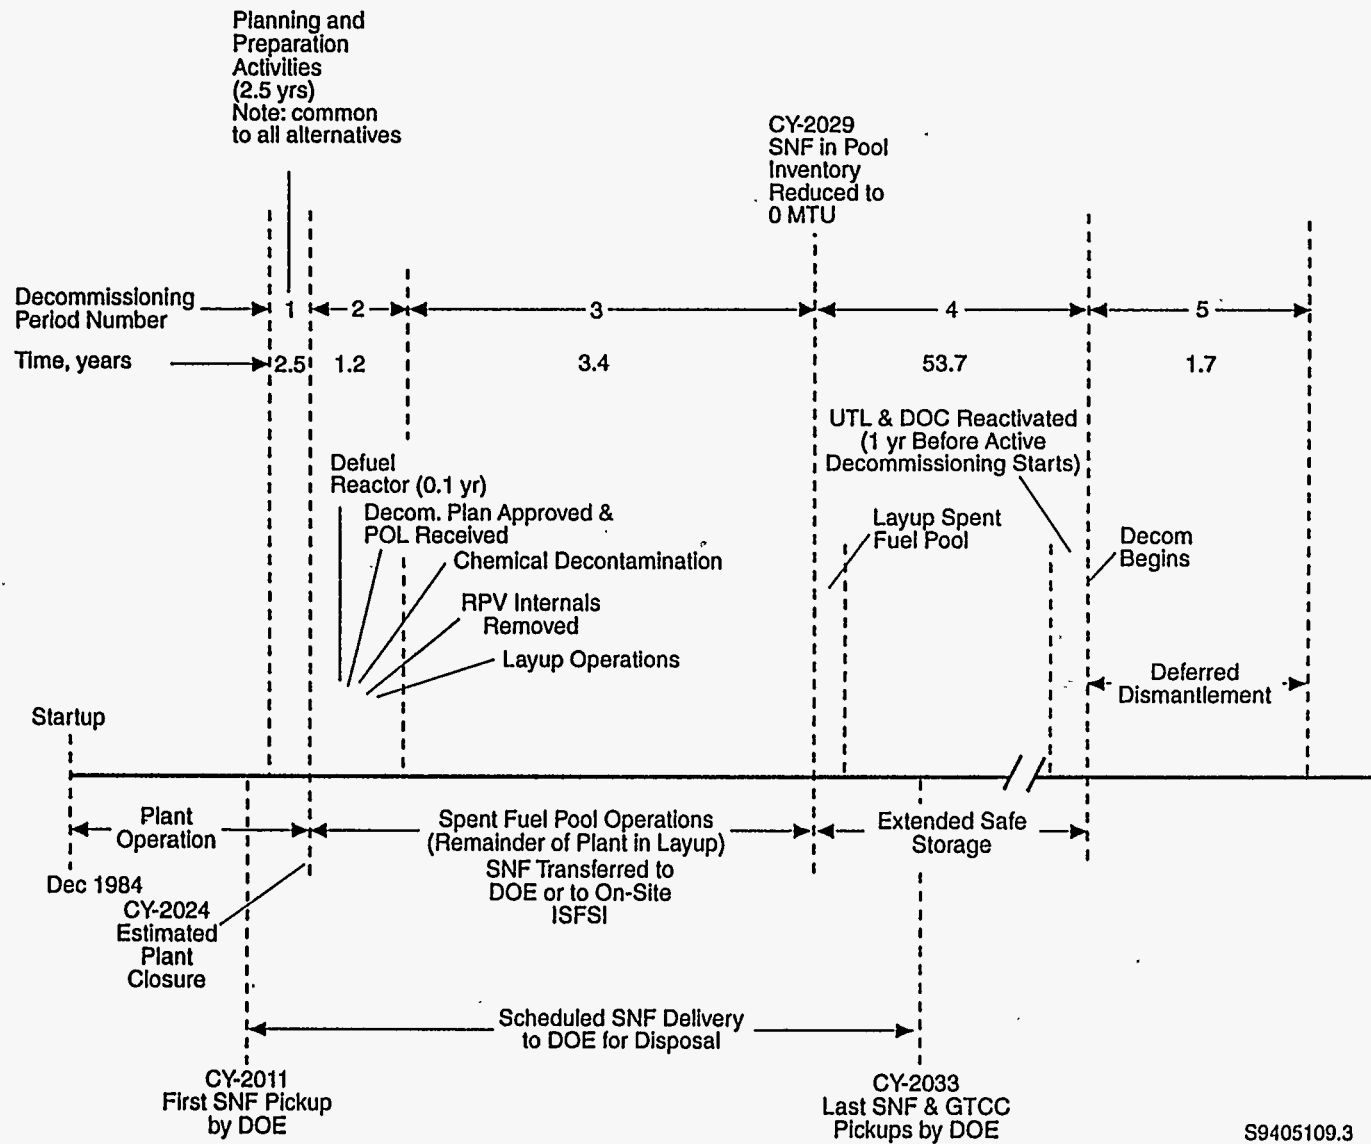 Planning and
Preparation
Activities
(2.5 yrs)
Note: common
to all alternatives
CY-2029
SNF in Pool
Inventory
Reduced to
0 MTU
Decommissioning
Period Number
1
2
3
4
5
Time, years
2.5
1.2
3.4
53.7
1.7
UTL & DOC Reactivated
(1 yr Before Active
Decommissioning Starts)
Defuel
Reactor (0.1 yr)
Decom. Plan Approved &
POL Received
Chemical Decontamination
RPV Internals
Removed
Layup Operations
Layup Spent
Fuel Pool
Decom
Begins
Deferred
Dismantlement
Startup
Plant
Operation
Spent Fuel Pool Operations
(Remainder of Plant in Layup)
SNF Transferred to
DOE or to On-Site
ISFSI
Extended Safe
Storage
Dec 1984
CY-2024
Estimated
Plant
Closure
Scheduled SNF Delivery
to DOE for Disposal
CY-2011
First SNF Pickup
by DOE
CY-2033
Last SNF & GTCC
Pickups by DOE
S9405109.3